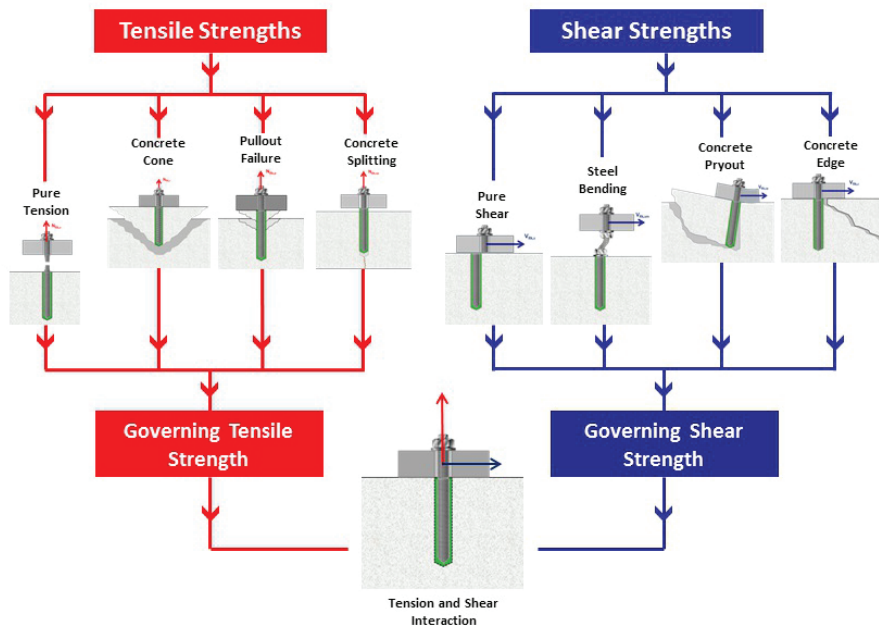 Tensile Strengths
Shear Strengths
Pure
Tension
Concrete
Cone
Pullout
Failure
Concrete
Splitting
Pure
Shear
Steel
Bending
Concrete
Pryout
Concrete
Edge
Governing Tensile
Strength
Governing Shear
Strength
Tension and Shear
Interaction